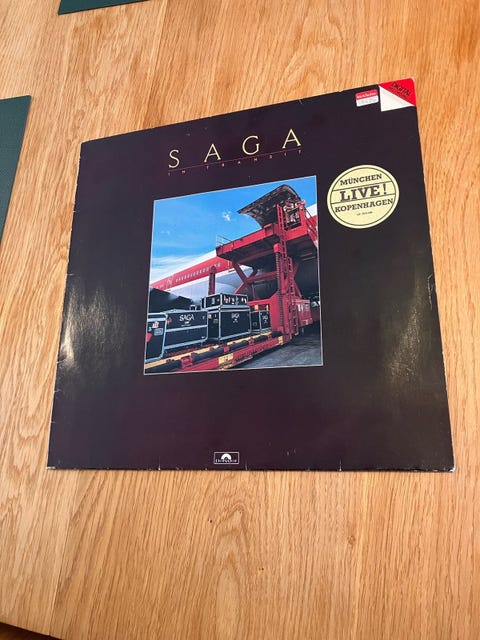 SAGA
IN TRANSIT
MÜNCHEN
LIVE!
KOPENHAGEN
SAGA